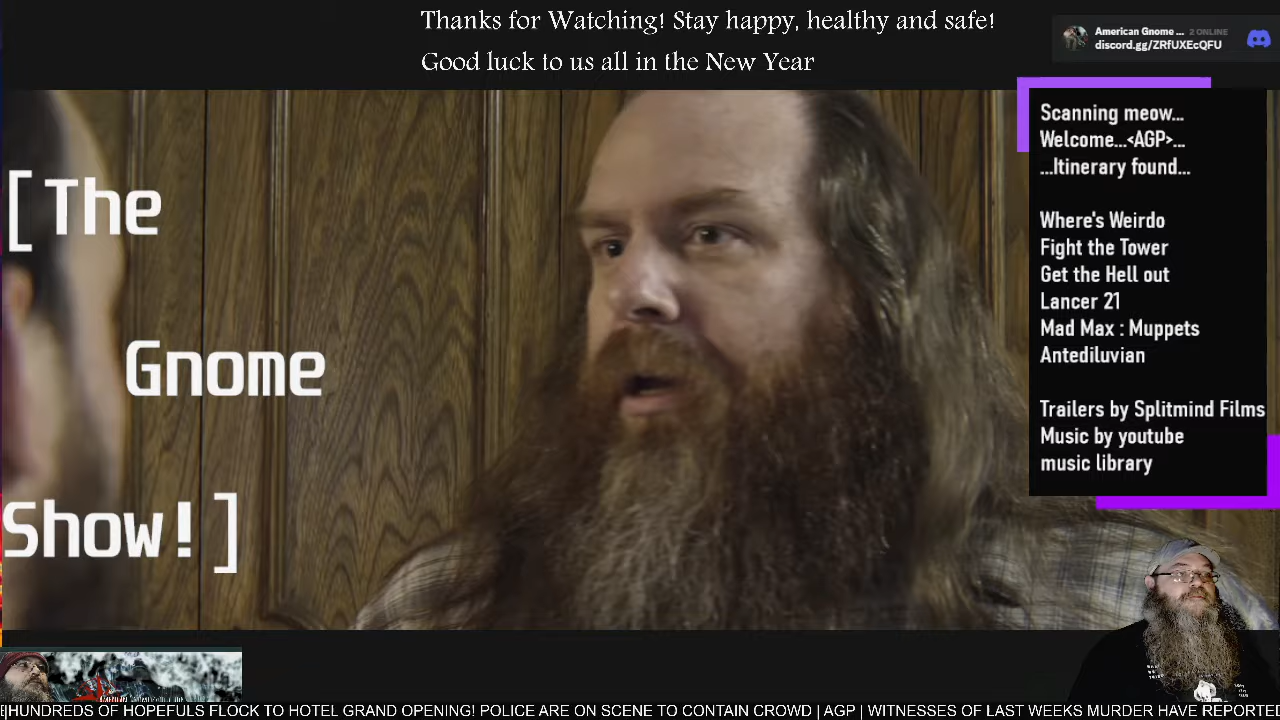 Thanks for Watching! Stay happy, healthy and safe!
Good luck to us all in the New Year
American Gnome ... 2 ONLINE
discord.gg/ZRfUXEcQFU
[The
Gnome
Show!]
Scanning meow...
Welcome...<AGP>...
...Itinerary found...
Where's Weirdo
Fight the Tower
Get the Hell out
Lancer 21
Mad Max : Muppets
Antediluvian
Trailers by Splitmind Films
Music by youtube
music library
HUNDREDS OF HOPEFULS FLOCK TO HOTEL GRAND OPENING! POLICE ARE ON SCENE TO CONTAIN CROWD | AGP | WITNESSES OF LAST WEEKS MURDER HAVE REPORTED